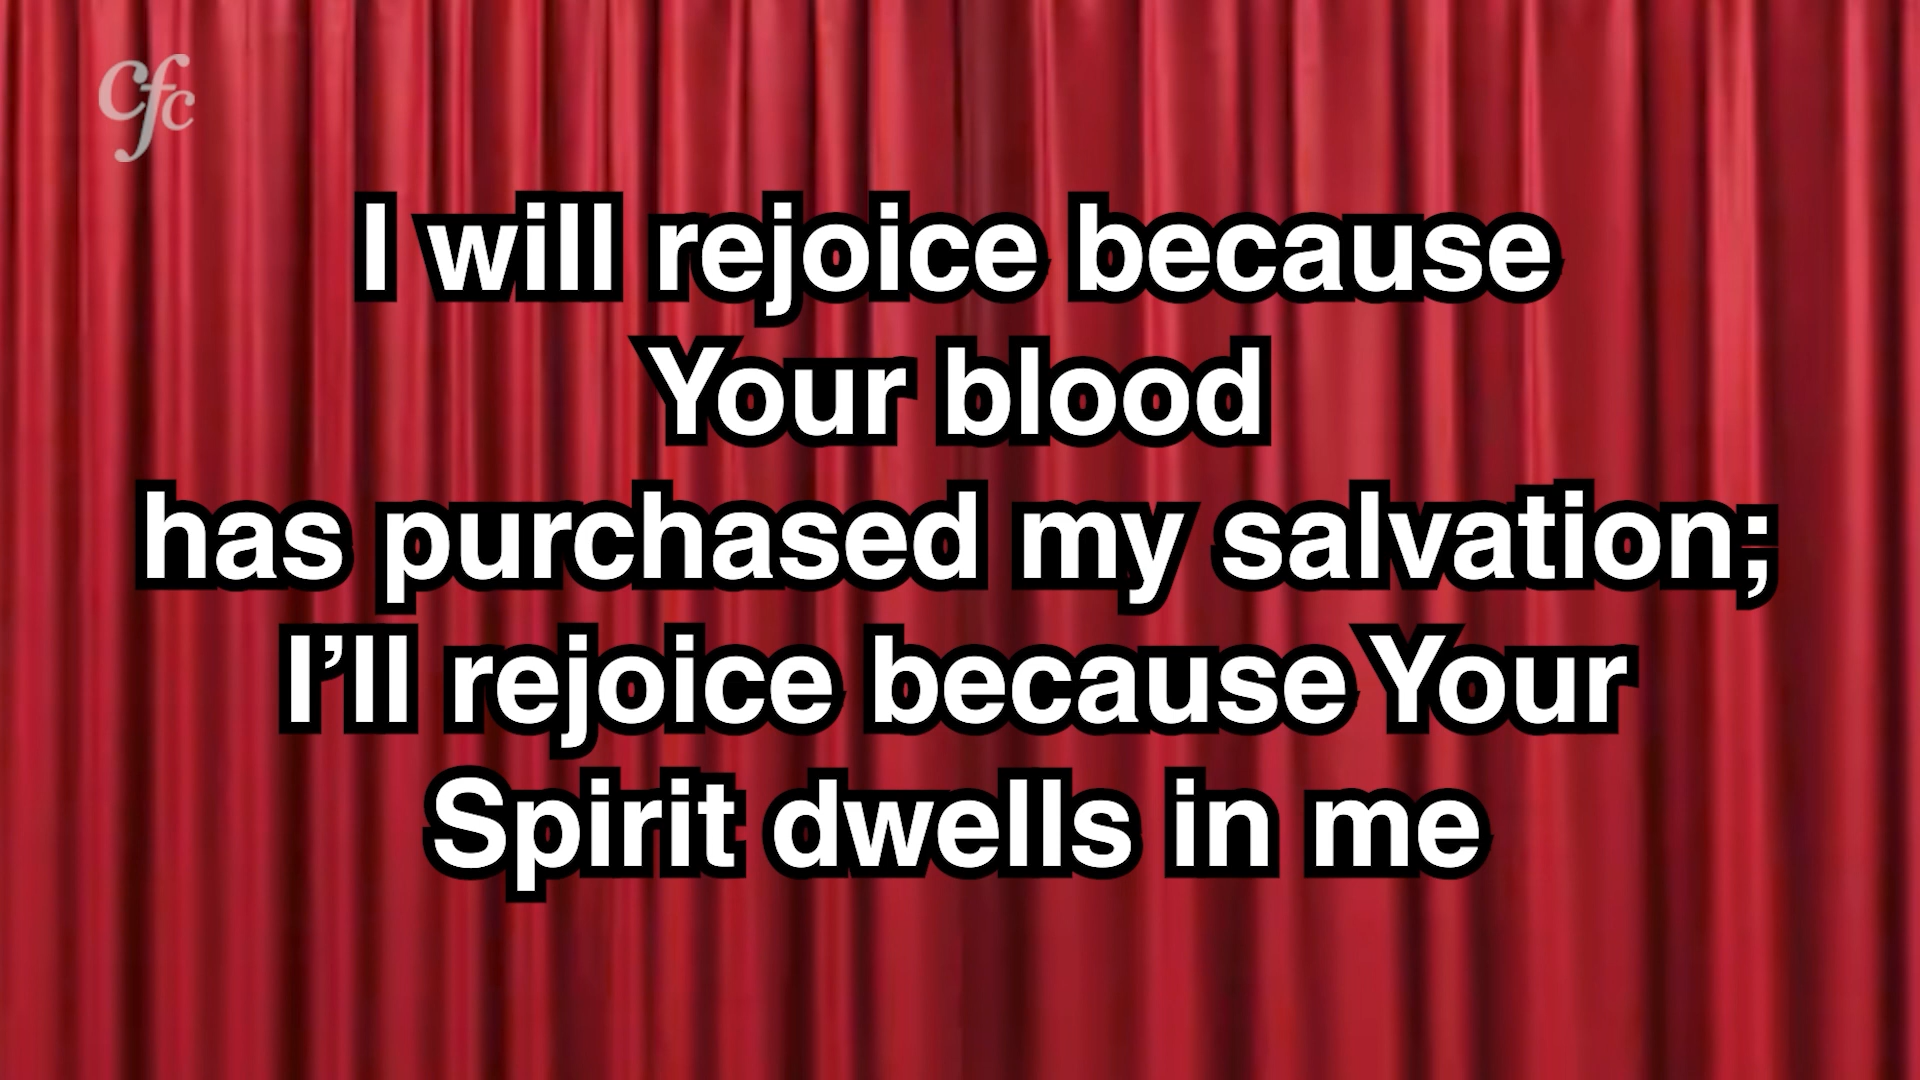 cfc
I will rejoice because
Your blood
has purchased my salvation;
I’ll rejoice because Your
Spirit dwells in me